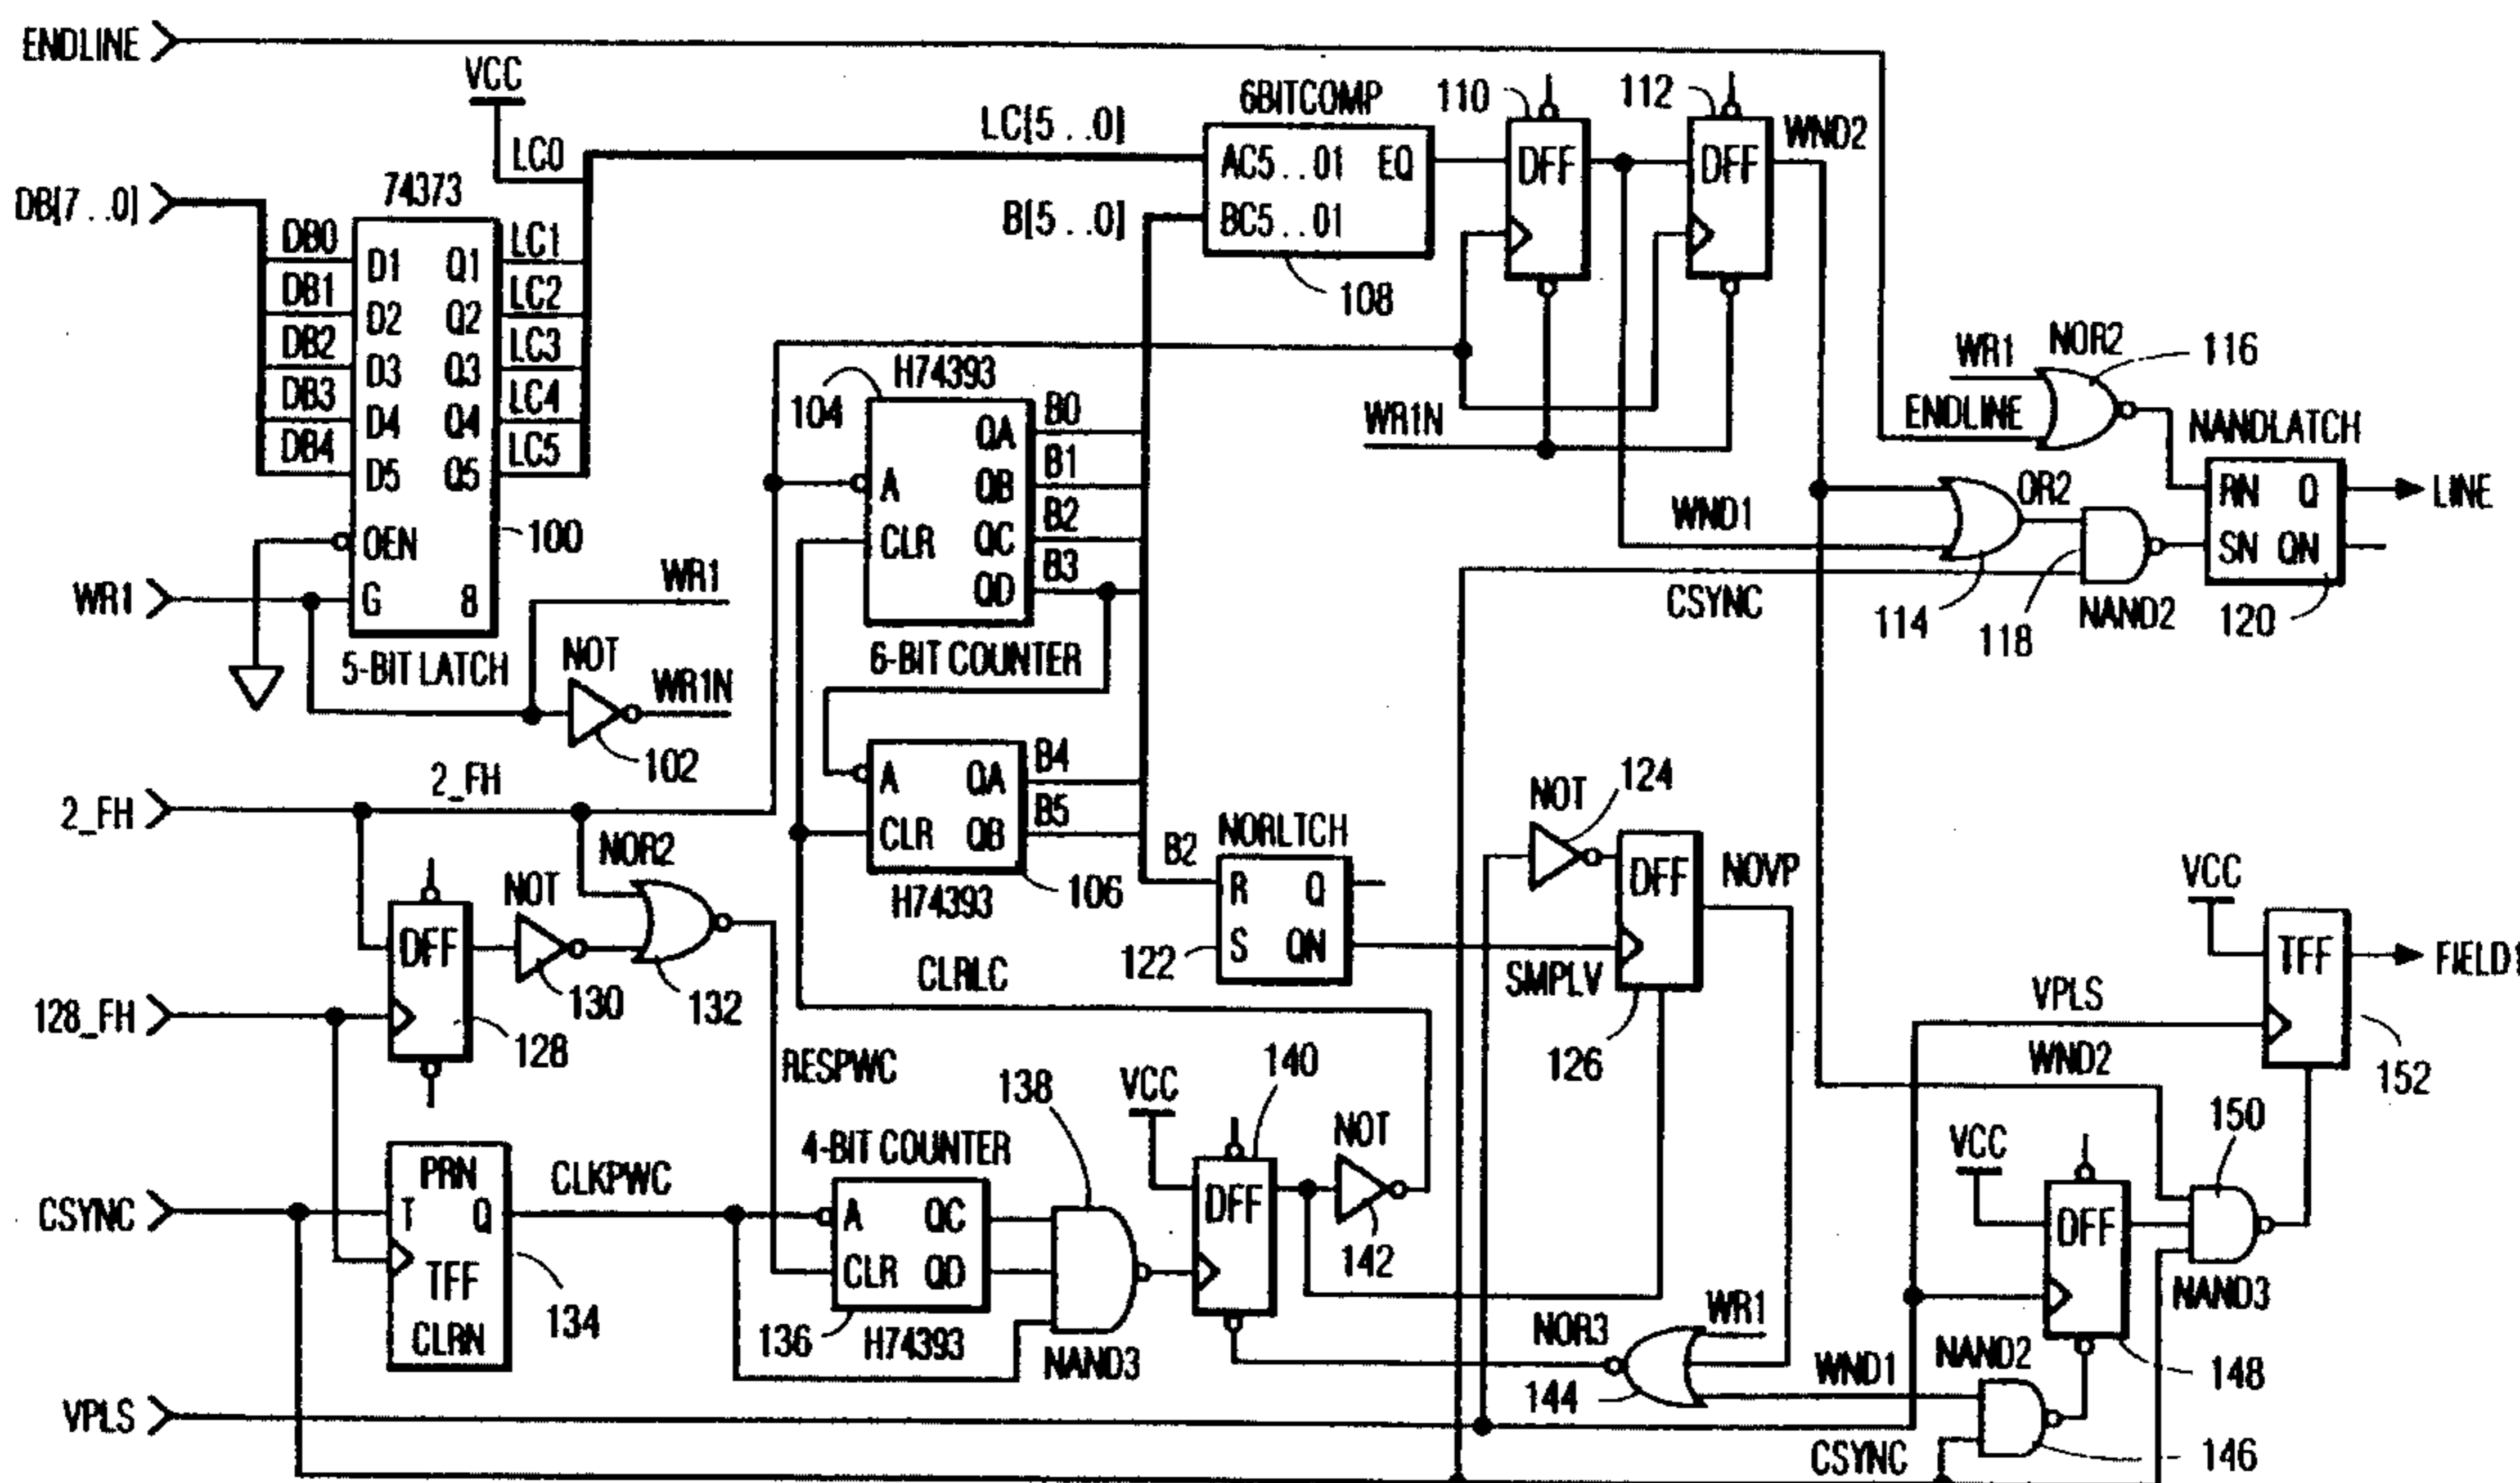 ENDLINE
VCC
LC0
DB[7..0]
74373
DB0
DB1
DB2
DB3
DB4
D1
D2
D3
D4
D5
Q1
Q2
Q3
Q4
Q5
LC1
LC2
LC3
LC4
LC5
OEN
G
8
100
5-BIT LATCH
WR1
WR1
NOT
WR1N
102
LC[5..0]
B[5..0]
6BITCOMP
AC5..01 EQ
BC5..01
108
110
DFF
112
DFF
WND2
WR1N
104
H74393
A
CLR
QA
QB
QC
QD
B0
B1
B2
B3
6-BIT COUNTER
A QA
CLR QB
B4
B5
H74393
106
WR1
NOR2
116
ENDLINE
NANDLATCH
RN Q
SN QN
LINE
120
OR2
WND1
CSYNC
114
118
NAND2
2_FH
2_FH
NOR2
NOT
DFF
130
132
128_FH
128
RESPWC
CLRLC
B2
NORLTCH
R Q
S QN
122
SMPLV
NOT
124
DFF
NOVP
126
VCC
TFF
FIELD1
VPLS
WND2
152
CSYNC
PRN
T Q
TFF
CLRN
134
CLKPWC
4-BIT COUNTER
A QC
CLR QD
136
H74393
138
NAND3
VCC
140
DFF
NOT
142
NOR3
WR1
144
WND1
VCC
DFF
148
150
NAND3
NAND2
146
CSYNC
VPLS